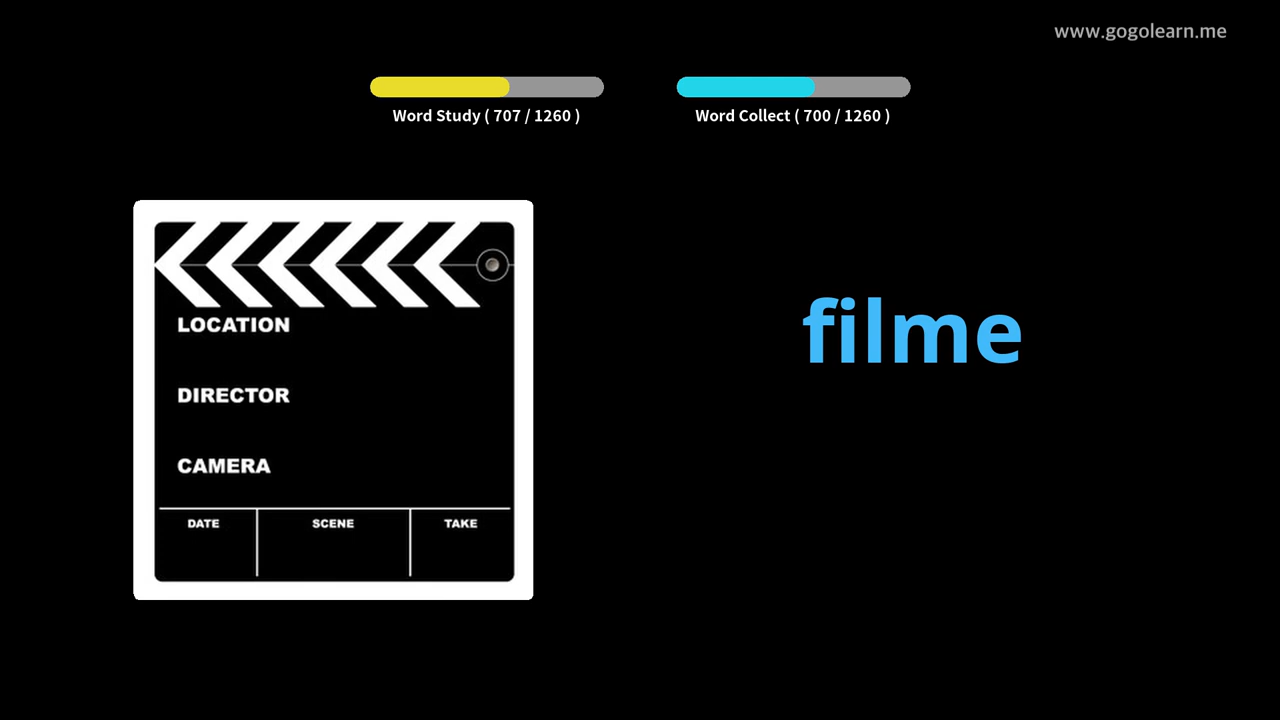 www.gogolearn.me
Word Study ( 707 / 1260 )
Word Collect ( 700 / 1260 )
LOCATION
DIRECTOR
CAMERA
DATE
SCENE
TAKE
filme